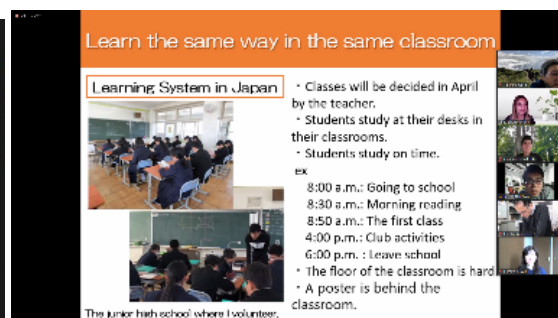 Learn the same way in the same classroom
Learning System in Japan
・Classes will be decided in April
by the teacher.
・Students study at their desks in
their classrooms.
・Students study on time.
ex
8:00 a.m.: Going to school
8:30 a.m.: Morning reading
8:50 a.m.: The first class
4:00 p.m.: Club activities
6:00 p.m. : Leave school
・The floor of the classroom is hard
・A poster is behind the
classroom.
The junior high school where I volunteer,